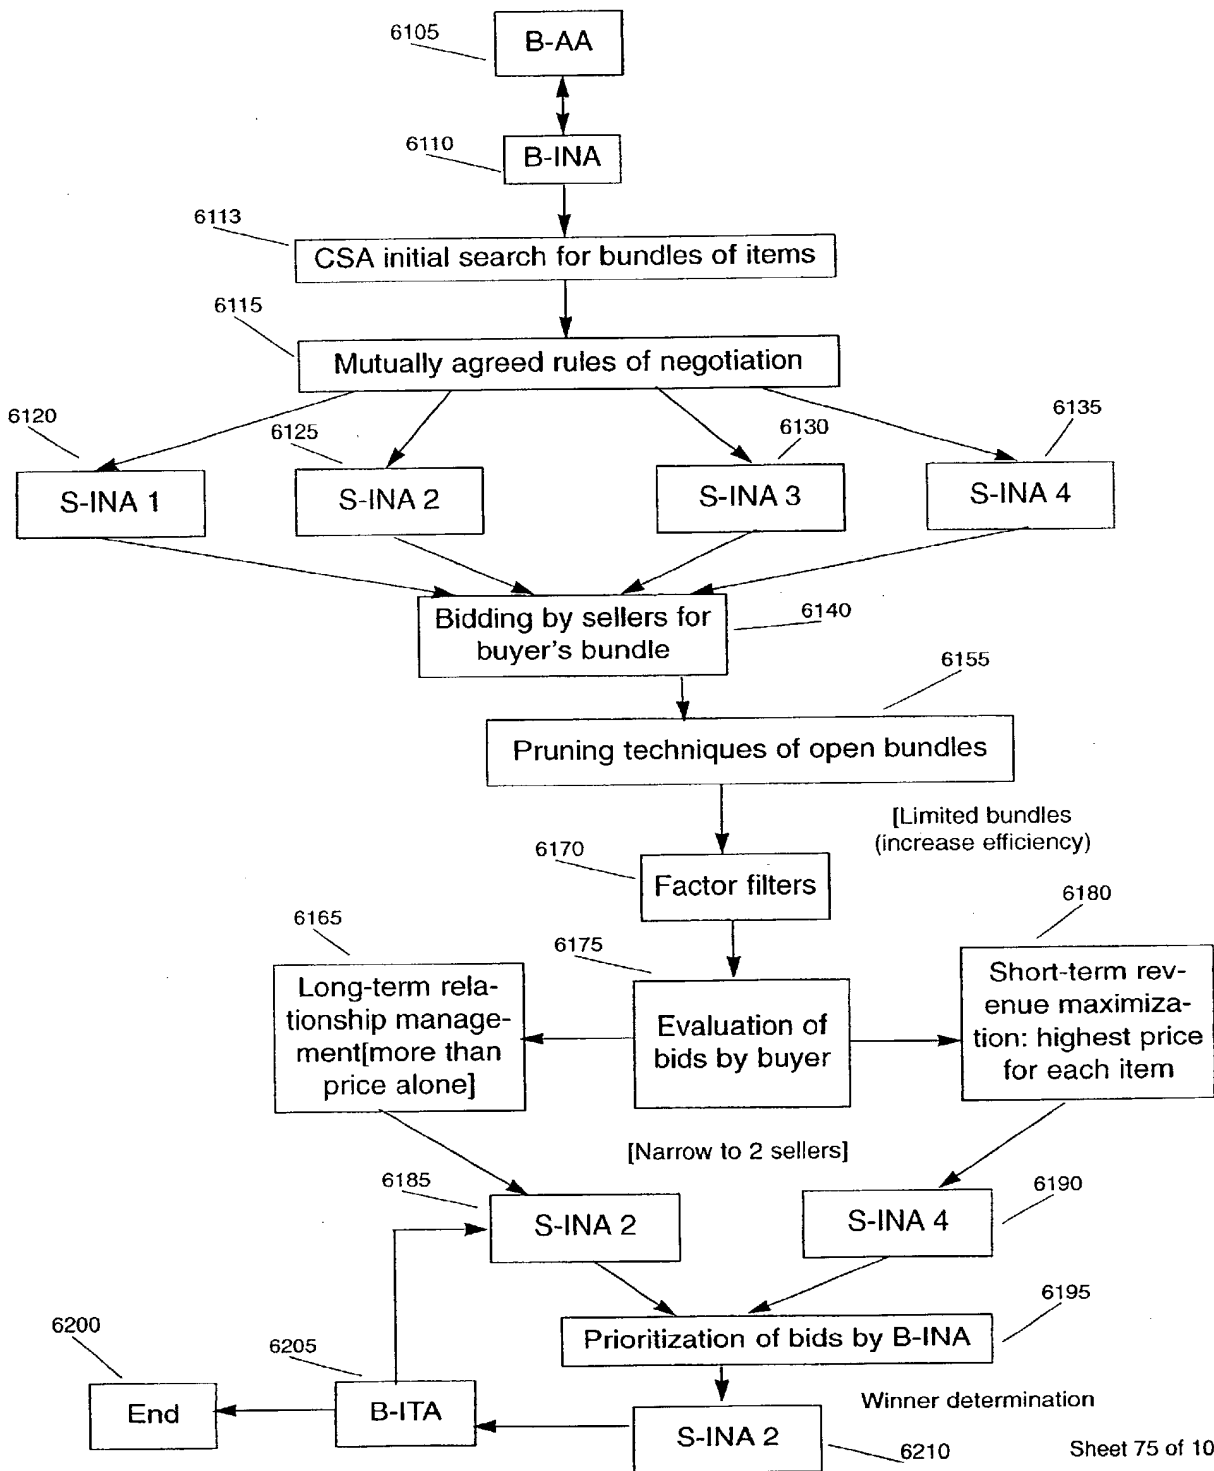 6105
B-AA
6110
B-INA
6113
CSA initial search for bundles of items
6115
Mutually agreed rules of negotiation
6120
6125
6130
6135
S-INA 1
S-INA 2
S-INA 3
S-INA 4
Bidding by sellers for
buyer's bundle
6140
6155
Pruning techniques of open bundles
[Limited bundles
(increase efficiency)
6170
Factor filters
6165
6175
6180
Long-term rela-
tionship manage-
ment[more than
price alone]
Evaluation of
bids by buyer
Short-term rev-
enue maximiza-
tion: highest price
for each item
[Narrow to 2 sellers]
6185
S-INA 2
S-INA 4
6190
6195
Prioritization of bids by B-INA
6200
6205
End
B-ITA
Winner determination
S-INA 2
6210
Sheet 75 of 10